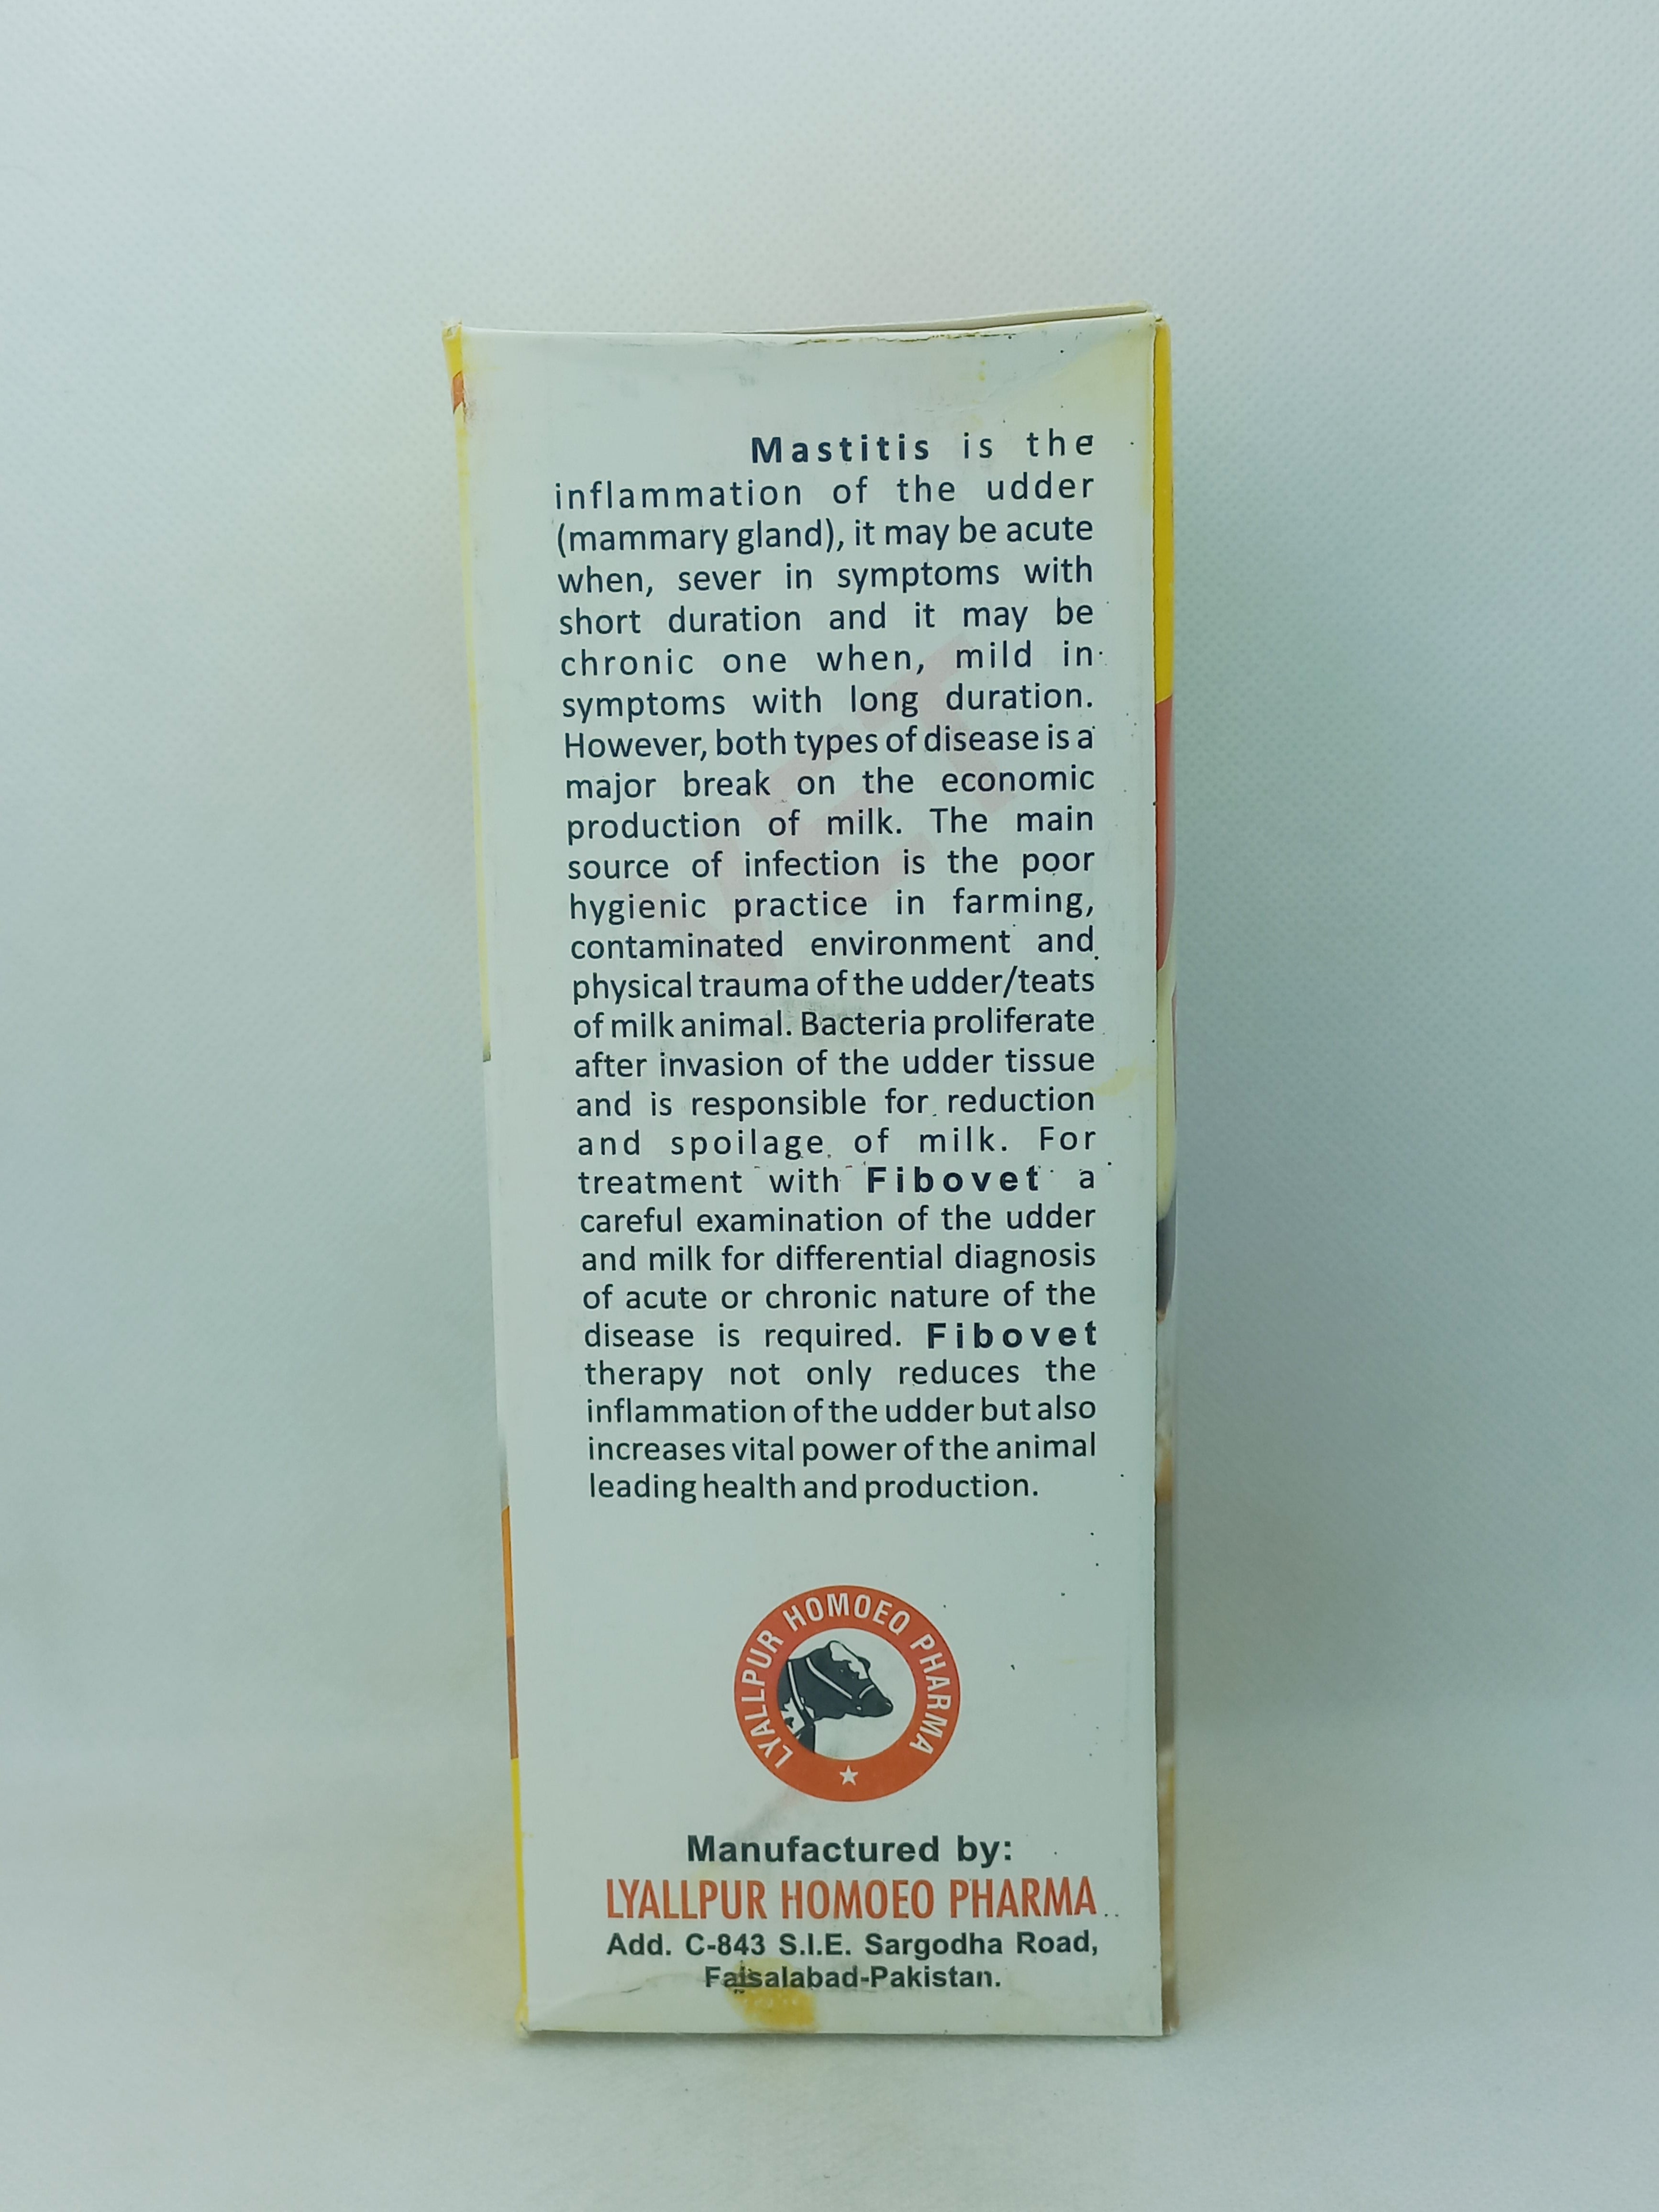 Mastitis is the
inflammation of the udder
(mammary gland), it may be acute
when, sever in symptoms with
short duration and it may be
chronic one when, mild in
symptoms with long duration.
However, both types of disease is a
major break on the economic
production of milk. The main
source of infection is the poor
hygienic practice in farming,
contaminated environment and
physical trauma of the udder/teats
of milk animal. Bacteria proliferate
after invasion of the udder tissue
and is responsible for reduction
and spoilage of milk. For
treatment with Fibovet a
careful examination of the udder
and milk for differential diagnosis
of acute or chronic nature of the
disease is required. Fibovet
therapy not only reduces the
inflammation of the udder but also
increases vital power of the animal
leading health and production.
VET
LYALLPUR HOMOEO PHARMA
Manufactured by:
LYALLPUR HOMOEO PHARMA
Add. C-843 S.I.E. Sargodha Road,
Faisalabad-Pakistan.